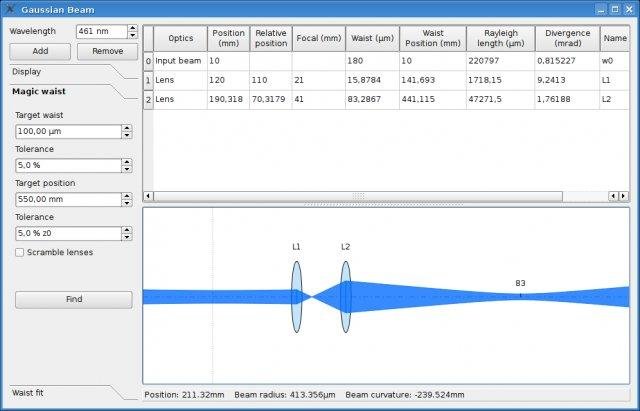 Gaussian Beam
Wavelength 461 nm
Add Remove
Display
Magic waist
Target waist
100,00 µm
Tolerance
5,0 %
Target position
550,00 mm
Tolerance
5,0 % z0
Scramble lenses
Find
Waist fit
Optics Position (mm) Relative position Focal (mm) Waist (µm) Waist Position (mm) Rayleigh length (µm) Divergence (mrad) Name
0 Input beam 10 180 10 220797 0,815227 w0
1 Lens 120 110 21 15,8784 141,693 1718,15 9,2413 L1
2 Lens 190,318 70,3179 41 83,2867 441,115 47271,5 1,76188 L2
L1 L2
83
Position: 211.32mm Beam radius: 413.356µm Beam curvature: -239.524mm